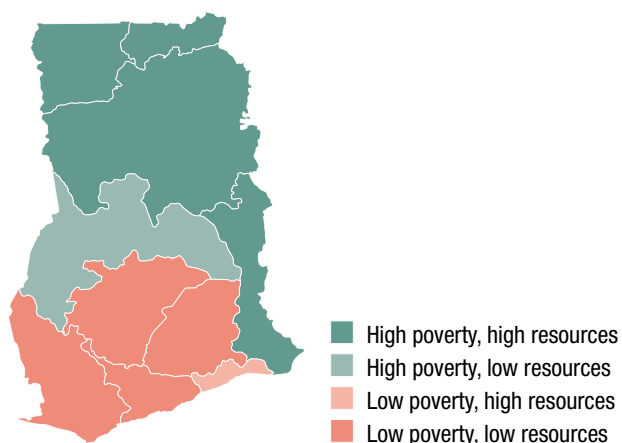 High poverty, high resources
High poverty, low resources
Low poverty, high resources
Low poverty, low resources